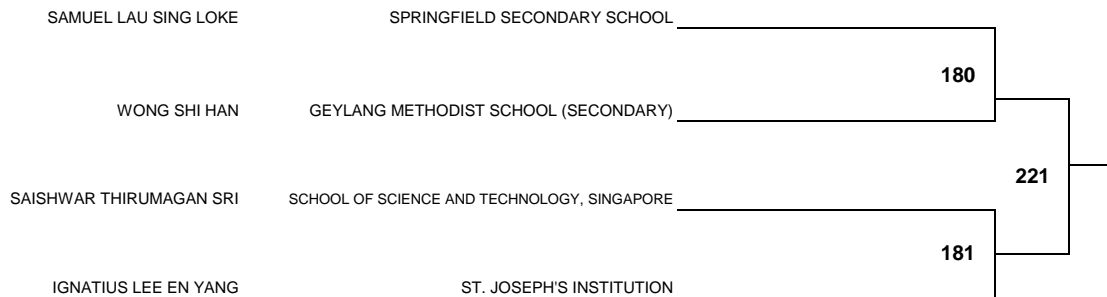 SAMUEL LAU SING LOKE SPRINGFIELD SECONDARY SCHOOL
180
WONG SHI HAN GEYLANG METHODIST SCHOOL (SECONDARY)
221
SAISHWAR THIRUMAGAN SRI SCHOOL OF SCIENCE AND TECHNOLOGY, SINGAPORE
181
IGNATIUS LEE EN YANG ST. JOSEPH'S INSTITUTION